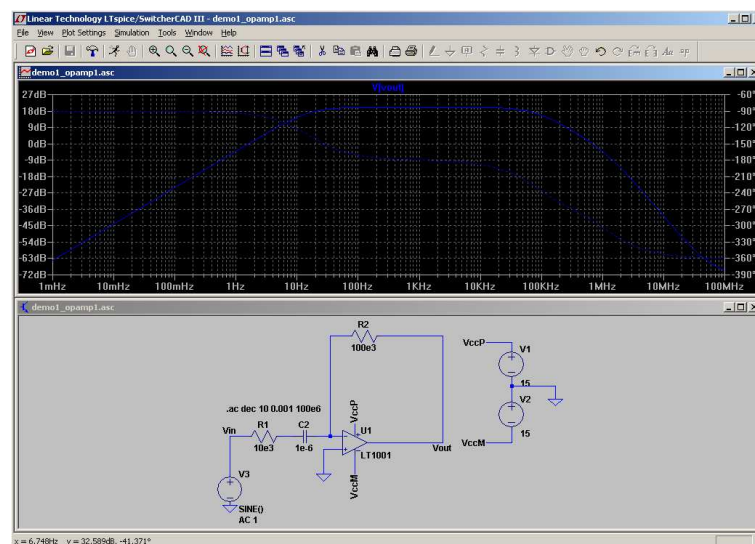 Linear Technology LTspice/SwitcherCAD III - demo1_opamp1.asc
File View Plot Settings Simulation Tools Window Help
demo1_opamp1.asc
V(vout)
27dB
18dB
9dB
0dB
-9dB
-18dB
-27dB
-36dB
-45dB
-54dB
-63dB
-72dB
-60°
-90°
-120°
-150°
-180°
-210°
-240°
-270°
-300°
-330°
-360°
-390°
1mHz 10mHz 100mHz 1Hz 10Hz 100Hz 1KHz 10KHz 100KHz 1MHz 10MHz 100MHz
demo1_opamp1.asc
R2
100e3
VccP
V1
15
V2
15
VccM
.ac dec 10 0.001 100e6
Vin
R1
10e3
C2
1e-6
VccP
U1
LT1001
Vout
VccM
V3
SINE()
AC 1
x = 6.748Hz y = 32.589dB, -41.371°